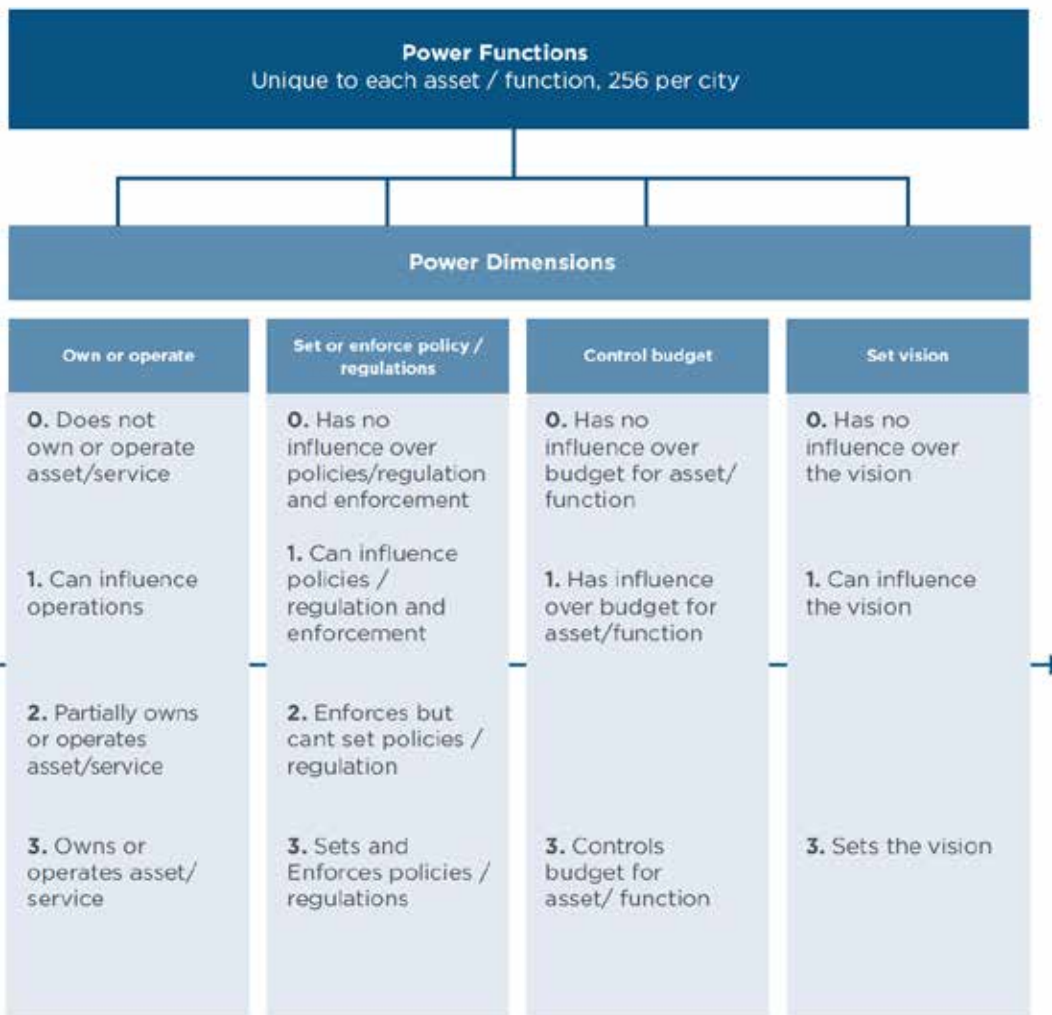 Power Functions
Unique to each asset / function, 256 per city
Power Dimensions
Own or operate
0. Does not
own or operate
asset/service
1. Can influence
operations
2. Partially owns
or operates
asset/service
3. Owns or
operates asset/
service
Set or enforce policy /
regulations
0. Has no
influence over
policies/regulation
and enforcement
1. Can influence
policies /
regulation and
enforcement
2. Enforces but
cant set policies /
regulation
3. Sets and
Enforces policies /
regulations
Control budget
0. Has no
influence over
budget for asset/
function
1. Has influence
over budget for
asset/function
3. Controls
budget for
asset/ function
Set vision
0. Has no
influence over
the vision
1. Can influence
the vision
3. Sets the vision